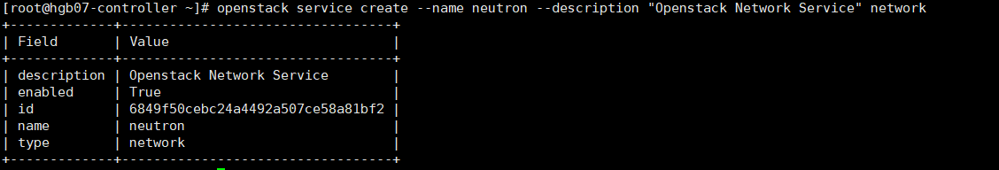 [root@hgb07-controller ~]# openstack service create --name neutron --description "Openstack Network Service" network
+-------------+----------------------------------+
| Field       | Value                            |
+-------------+----------------------------------+
| description | Openstack Network Service        |
| enabled     | True                             |
| id          | 6849f50cebc24a4492a507ce58a81bf2 |
| name        | neutron                          |
| type        | network                          |
+-------------+----------------------------------+